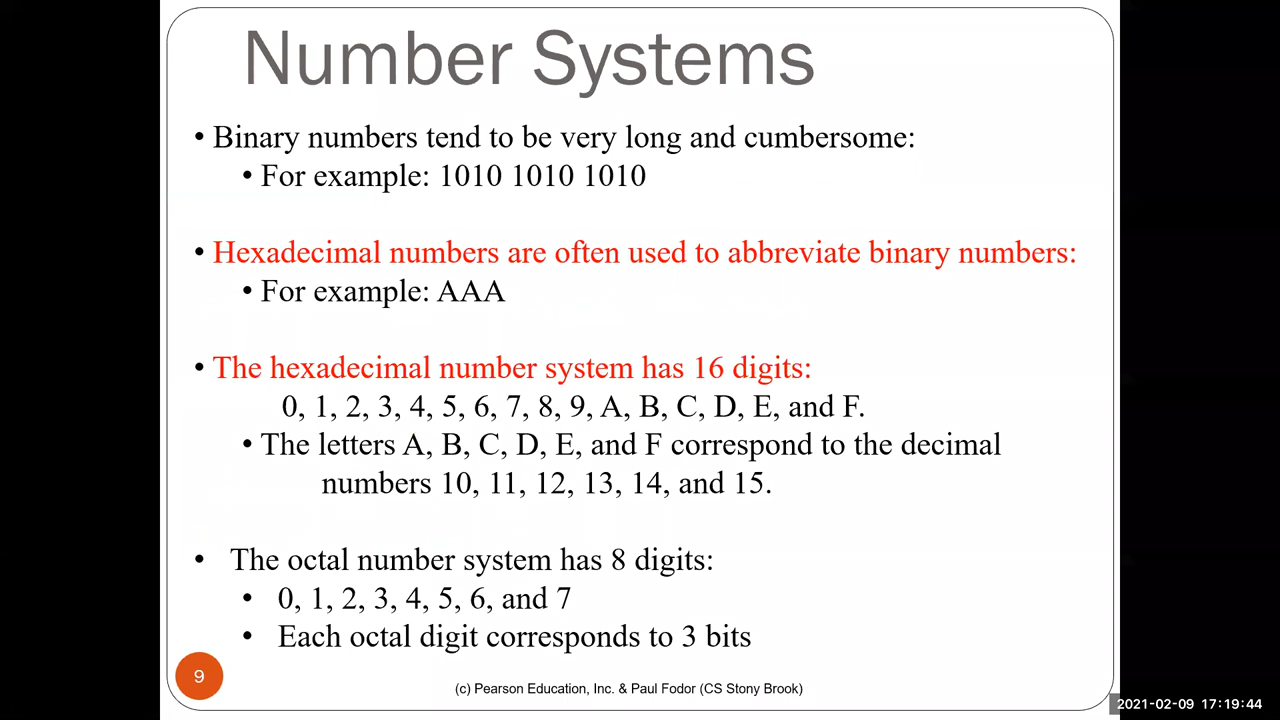 Number Systems
• Binary numbers tend to be very long and cumbersome:
• For example: 1010 1010 1010
• Hexadecimal numbers are often used to abbreviate binary numbers:
• For example: AAA
• The hexadecimal number system has 16 digits:
0, 1, 2, 3, 4, 5, 6, 7, 8, 9, A, B, C, D, E, and F.
• The letters A, B, C, D, E, and F correspond to the decimal
numbers 10, 11, 12, 13, 14, and 15.
• The octal number system has 8 digits:
• 0, 1, 2, 3, 4, 5, 6, and 7
• Each octal digit corresponds to 3 bits
9
(c) Pearson Education, Inc. & Paul Fodor (CS Stony Brook)
2021-02-09 17:19:44